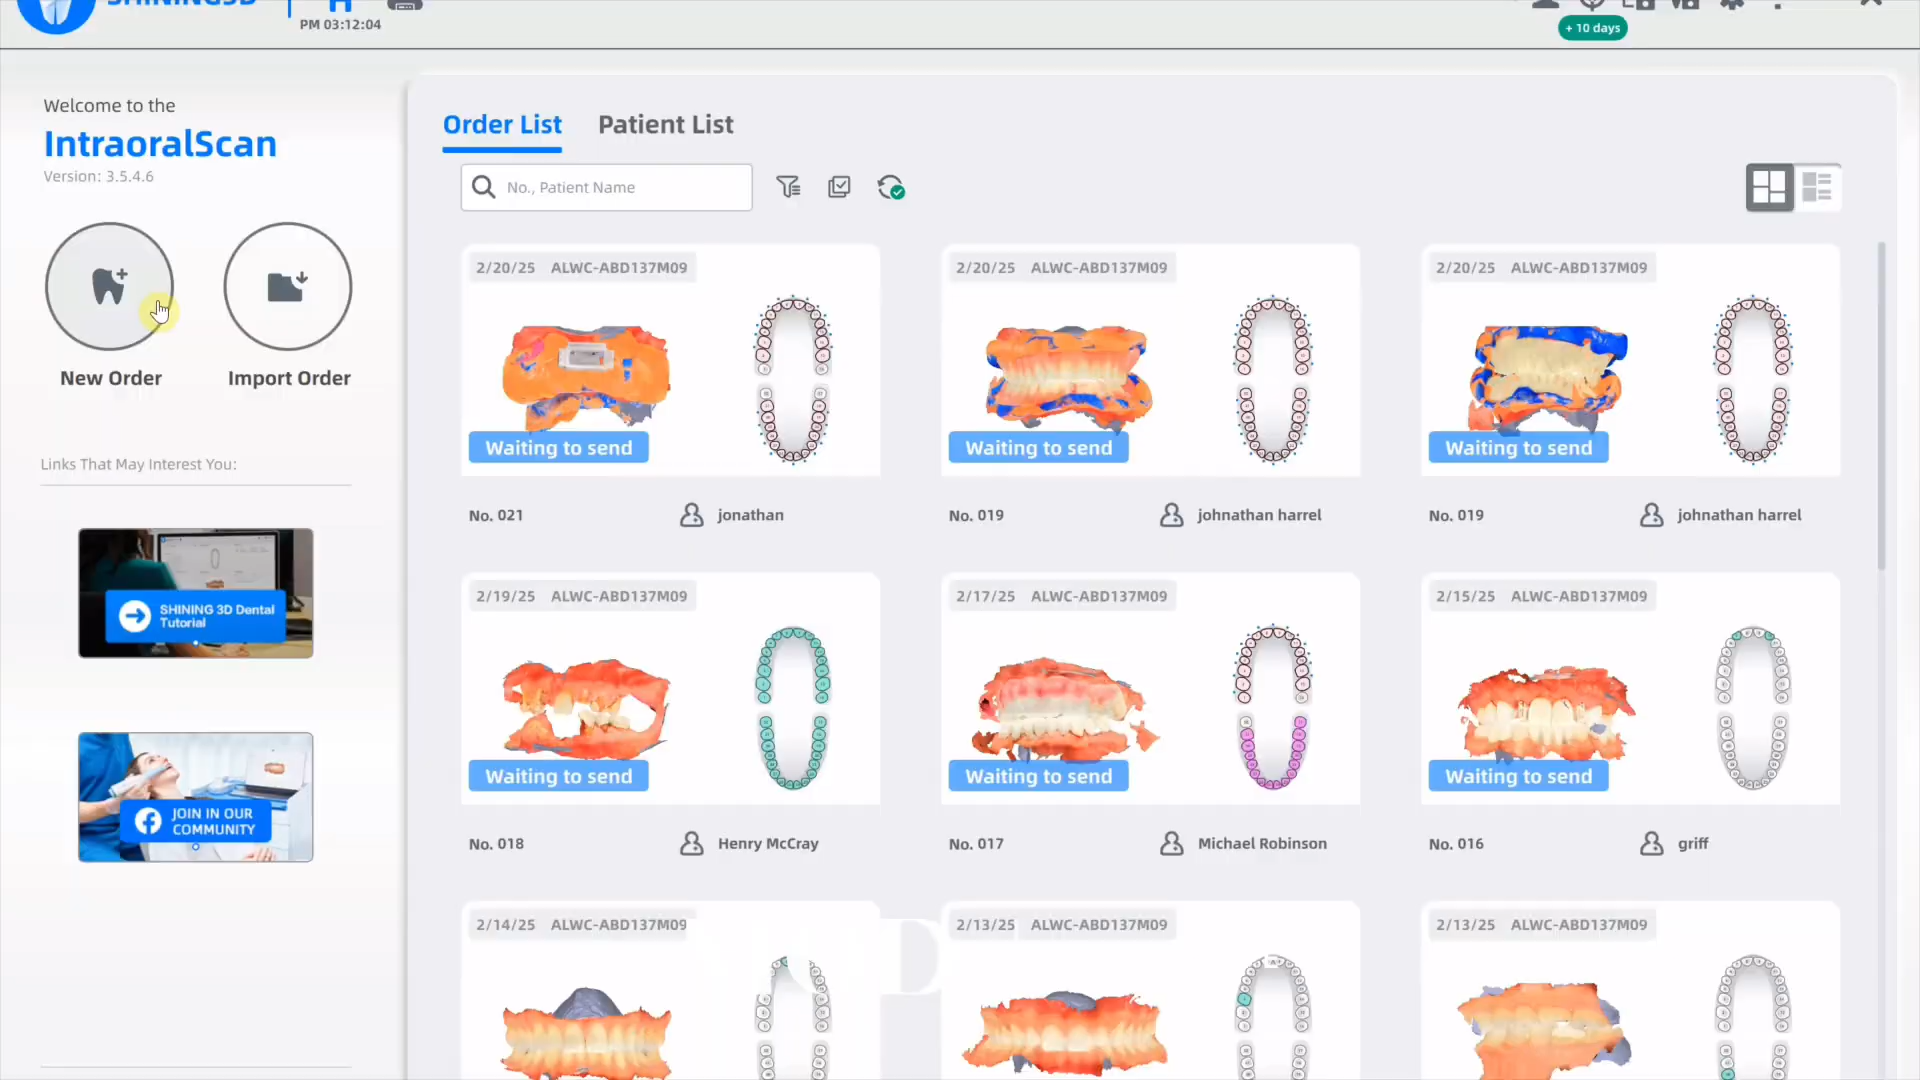 SHINING3D
PM 03:12:04
+ 10 days
Welcome to the
IntraoralScan
Version: 3.5.4.6
New Order
Import Order
Links That May Interest You:
SHINING 3D Dental
Tutorial
JOIN IN OUR
COMMUNITY
Order List
Patient List
No., Patient Name
2/20/25 ALWC-ABD137M09
Waiting to send
No. 021
jonathan
2/20/25 ALWC-ABD137M09
Waiting to send
No. 019
johnathan harrel
2/20/25 ALWC-ABD137M09
Waiting to send
No. 019
johnathan harrel
2/19/25 ALWC-ABD137M09
Waiting to send
No. 018
Henry McCray
2/17/25 ALWC-ABD137M09
Waiting to send
No. 017
Michael Robinson
2/15/25 ALWC-ABD137M09
Waiting to send
No. 016
griff
2/14/25 ALWC-ABD137M09
2/13/25 ALWC-ABD137M09
2/13/25 ALWC-ABD137M09